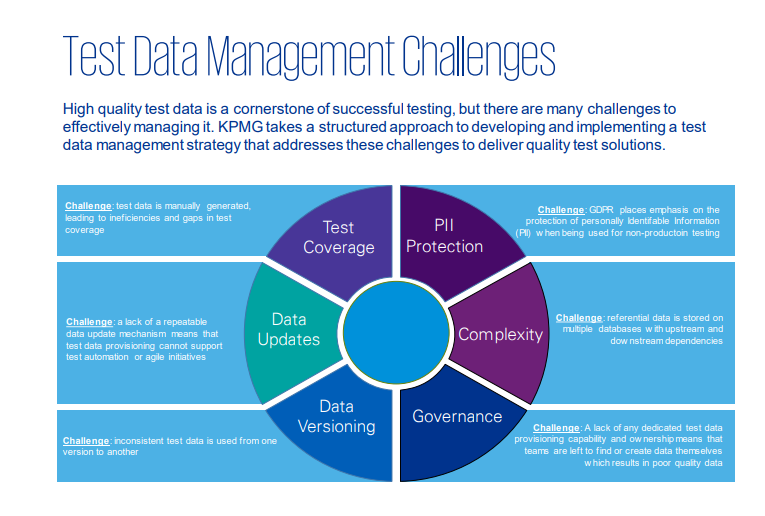 Test Data Management Challenges
High quality test data is a cornerstone of successful testing, but there are many challenges to
effectively managing it. KPMG takes a structured approach to developing and implementing a test
data management strategy that addresses these challenges to deliver quality test solutions.
Challenge: test data is manually generated,
leading to ineficiencies and gaps in test
coverage
Test
Coverage
PII
Protection
Challenge: GDPR places emphasis on the
protection of personally Identifable Information
(PII) when being used for non-productoin testing
Challenge: a lack of a repeatable
data update mechanism means that
test data provisioning cannot support
test automation or agile initiatives
Data
Updates
Complexity
Challenge: referential data is stored on
multiple databases with upstream and
downstream dependencies
Challenge: inconsistent test data is used from one
version to another
Data
Versioning
Governance
Challenge: A lack of any dedicated test data
provisioning capability and ownership means that
teams are left to find or create data themselves
which results in poor quality data